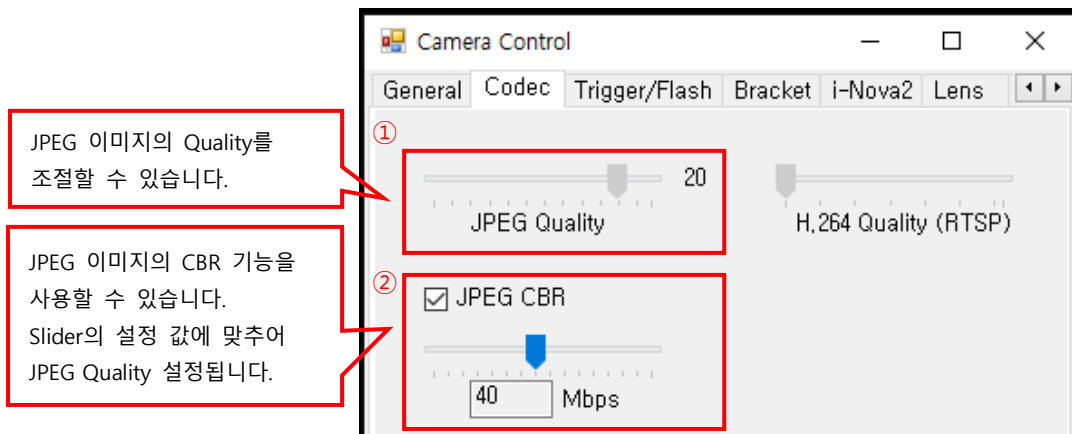 Camera Control
General Codec Trigger/Flash Bracket i-Nova2 Lens
①
JPEG 이미지의 Quality를
조절할 수 있습니다.
20
JPEG Quality
H.264 Quality (RTSP)
JPEG 이미지의 CBR 기능을
사용할 수 있습니다.
Slider의 설정 값에 맞추어
JPEG Quality 설정됩니다.
②
JPEG CBR
40 Mbps